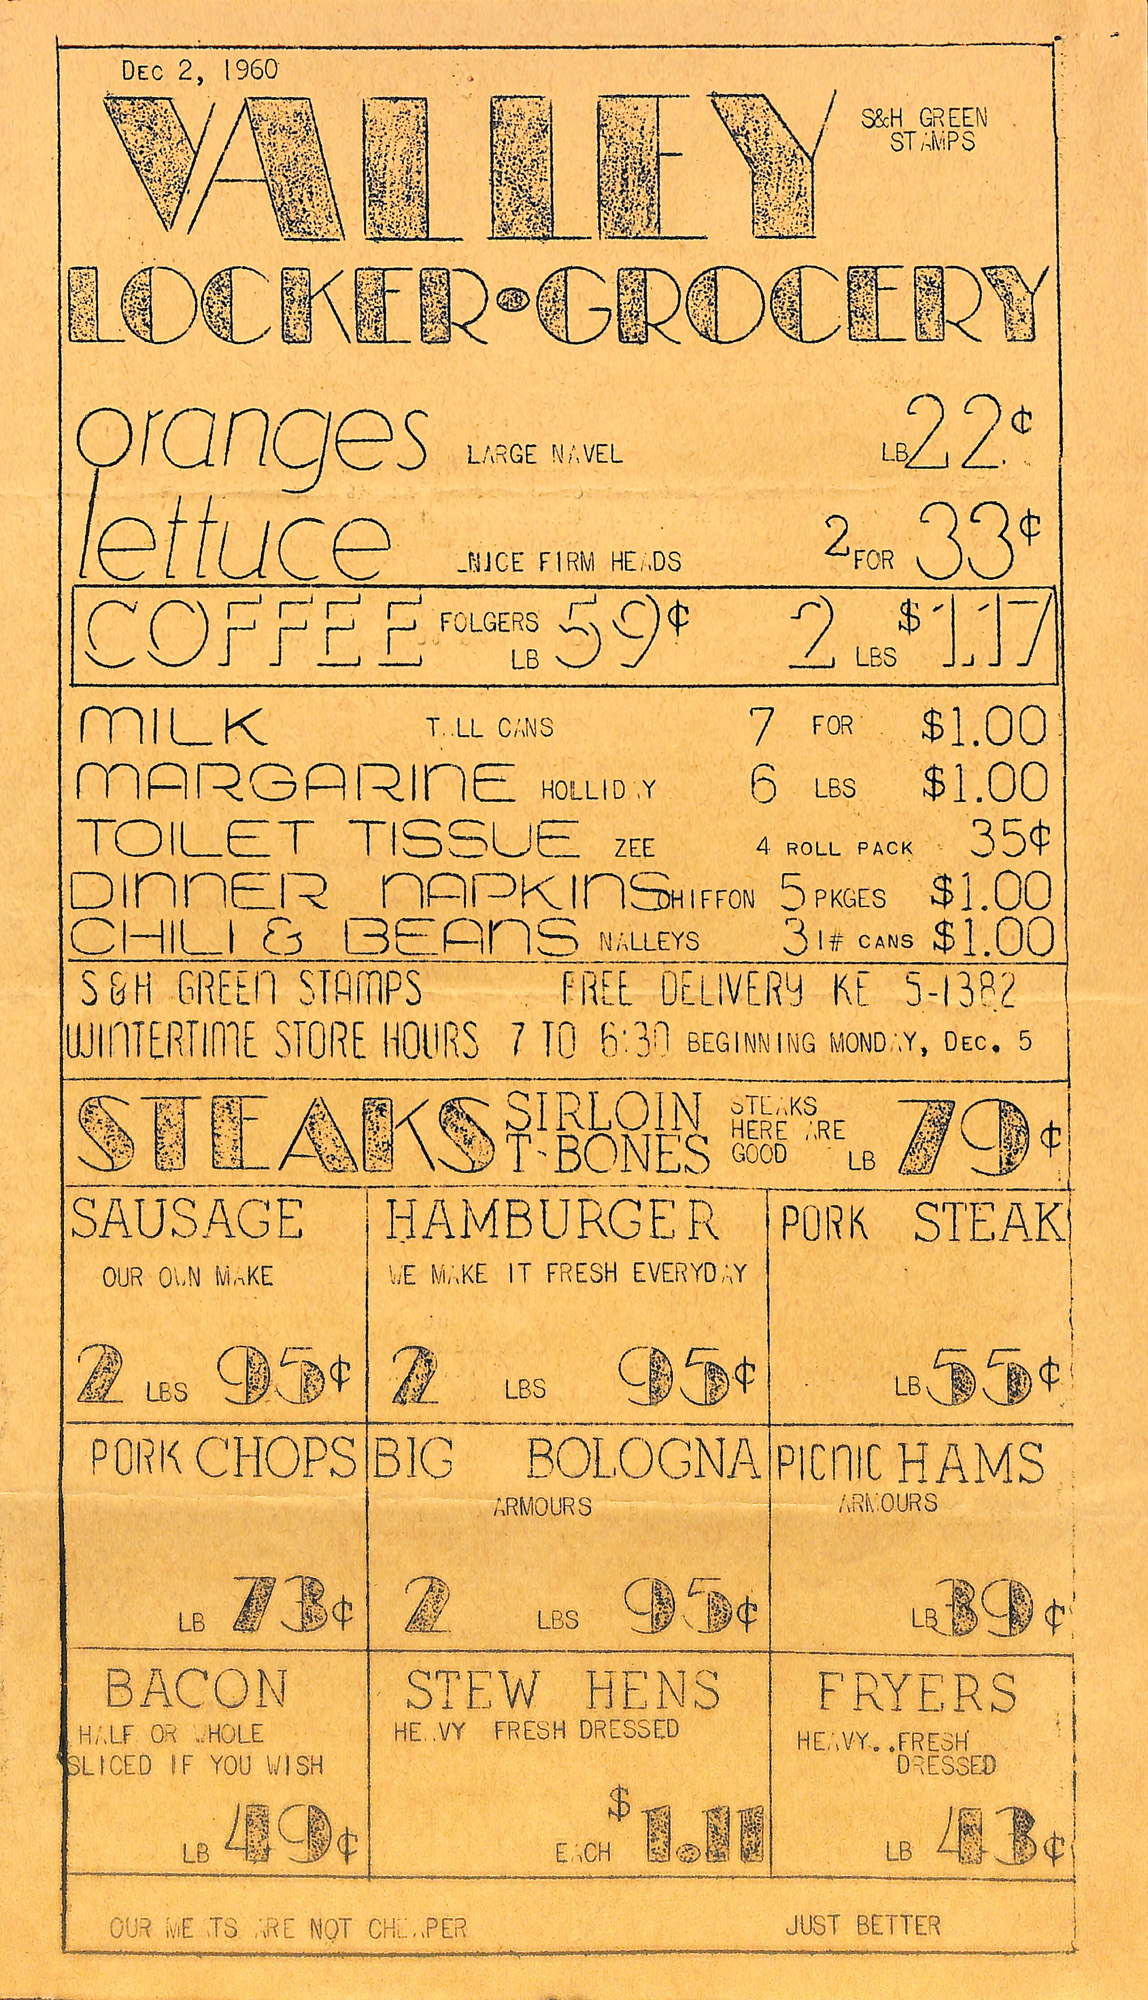 Dec 2, 1960
VALLEY
S&H GREEN
STAMPS
LOCKER • GROCERY
oranges LARGE NAVEL LB 22¢
lettuce NICE FIRM HEADS 2 FOR 33¢
COFFEE FOLGERS LB 59¢ 2 LBS $1.17
MILK TALL CANS 7 FOR $1.00
MARGARINE HOLLIDAY 6 LBS $1.00
TOILET TISSUE ZEE 4 ROLL PACK 35¢
DINNER NAPKINS CHIFFON 5 PKGES $1.00
CHILI & BEANS NALLEYS 3 1# CANS $1.00
S&H GREEN STAMPS FREE DELIVERY KE 5-1382
WINTERTIME STORE HOURS 7 TO 6:30 BEGINNING MONDAY, Dec. 5
STEAKS SIRLOIN
T-BONES
STEAKS
HERE ARE
GOOD
LB 79¢
SAUSAGE
OUR OWN MAKE
2 LBS 95¢
HAMBURGER
WE MAKE IT FRESH EVERYDAY
2 LBS 95¢
PORK STEAK
LB 55¢
PORK CHOPS
LB 73¢
BIG BOLOGNA
ARMOURS
2 LBS 95¢
PICNIC HAMS
ARMOURS
LB 39¢
BACON
HALF OR WHOLE
SLICED IF YOU WISH
LB 49¢
STEW HENS
HEAVY FRESH DRESSED
EACH $1.11
FRYERS
HEAVY..FRESH
DRESSED
LB 43¢
OUR MEATS ARE NOT CHEAPER JUST BETTER